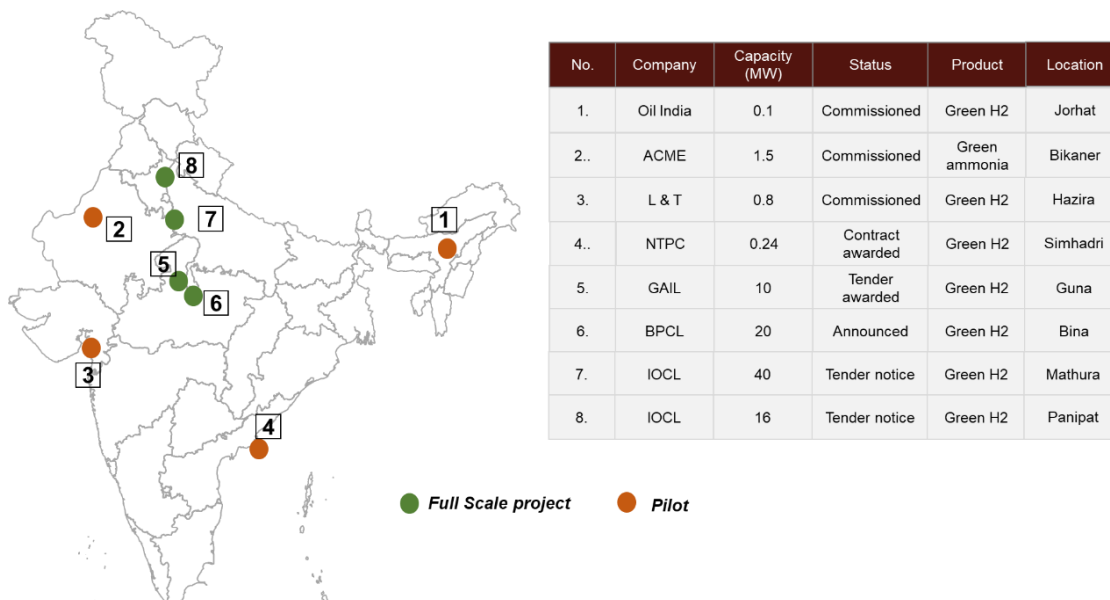 8
7
1
2
5
6
3
4
Full Scale project
Pilot
No. Company Capacity (MW) Status Product Location
1. Oil India 0.1 Commissioned Green H2 Jorhat
2.. ACME 1.5 Commissioned Green ammonia Bikaner
3. L & T 0.8 Commissioned Green H2 Hazira
4.. NTPC 0.24 Contract awarded Green H2 Simhadri
5. GAIL 10 Tender awarded Green H2 Guna
6. BPCL 20 Announced Green H2 Bina
7. IOCL 40 Tender notice Green H2 Mathura
8. IOCL 16 Tender notice Green H2 Panipat